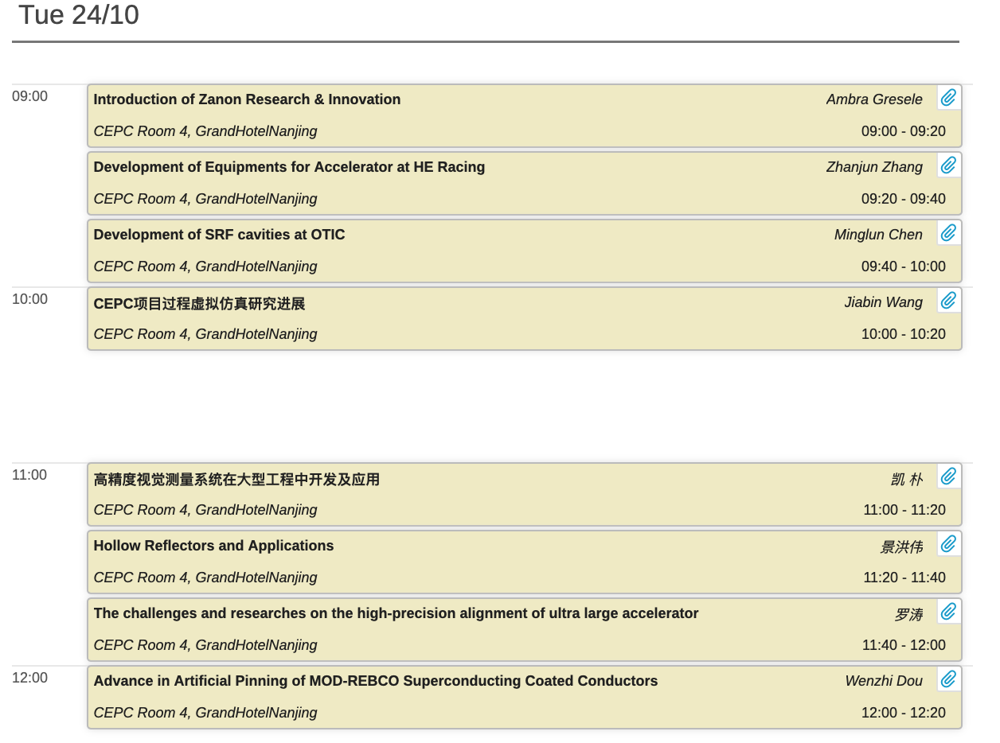 Tue 24/10
09:00
Introduction of Zanon Research & Innovation Ambra Gresele
CEPC Room 4, GrandHotelNanjing 09:00 - 09:20
Development of Equipments for Accelerator at HE Racing Zhanjun Zhang
CEPC Room 4, GrandHotelNanjing 09:20 - 09:40
Development of SRF cavities at OTIC Minglun Chen
CEPC Room 4, GrandHotelNanjing 09:40 - 10:00
10:00
CEPC项目过程虚拟仿真研究进展 Jiabin Wang
CEPC Room 4, GrandHotelNanjing 10:00 - 10:20
11:00
高精度视觉测量系统在大型工程中开发及应用 凯 朴
CEPC Room 4, GrandHotelNanjing 11:00 - 11:20
Hollow Reflectors and Applications 景洪伟
CEPC Room 4, GrandHotelNanjing 11:20 - 11:40
The challenges and researches on the high-precision alignment of ultra large accelerator 罗涛
CEPC Room 4, GrandHotelNanjing 11:40 - 12:00
12:00
Advance in Artificial Pinning of MOD-REBCO Superconducting Coated Conductors Wenzhi Dou
CEPC Room 4, GrandHotelNanjing 12:00 - 12:20